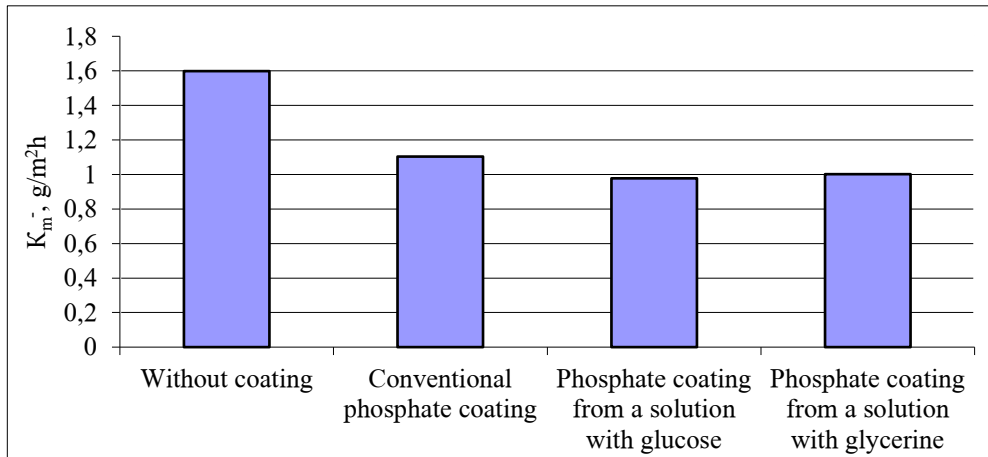 K_m^-, g/m²h
1,8
1,6
1,4
1,2
1
0,8
0,6
0,4
0,2
0
Without coating
Conventional
phosphate coating
Phosphate coating
from a solution
with glucose
Phosphate coating
from a solution
with glycerine